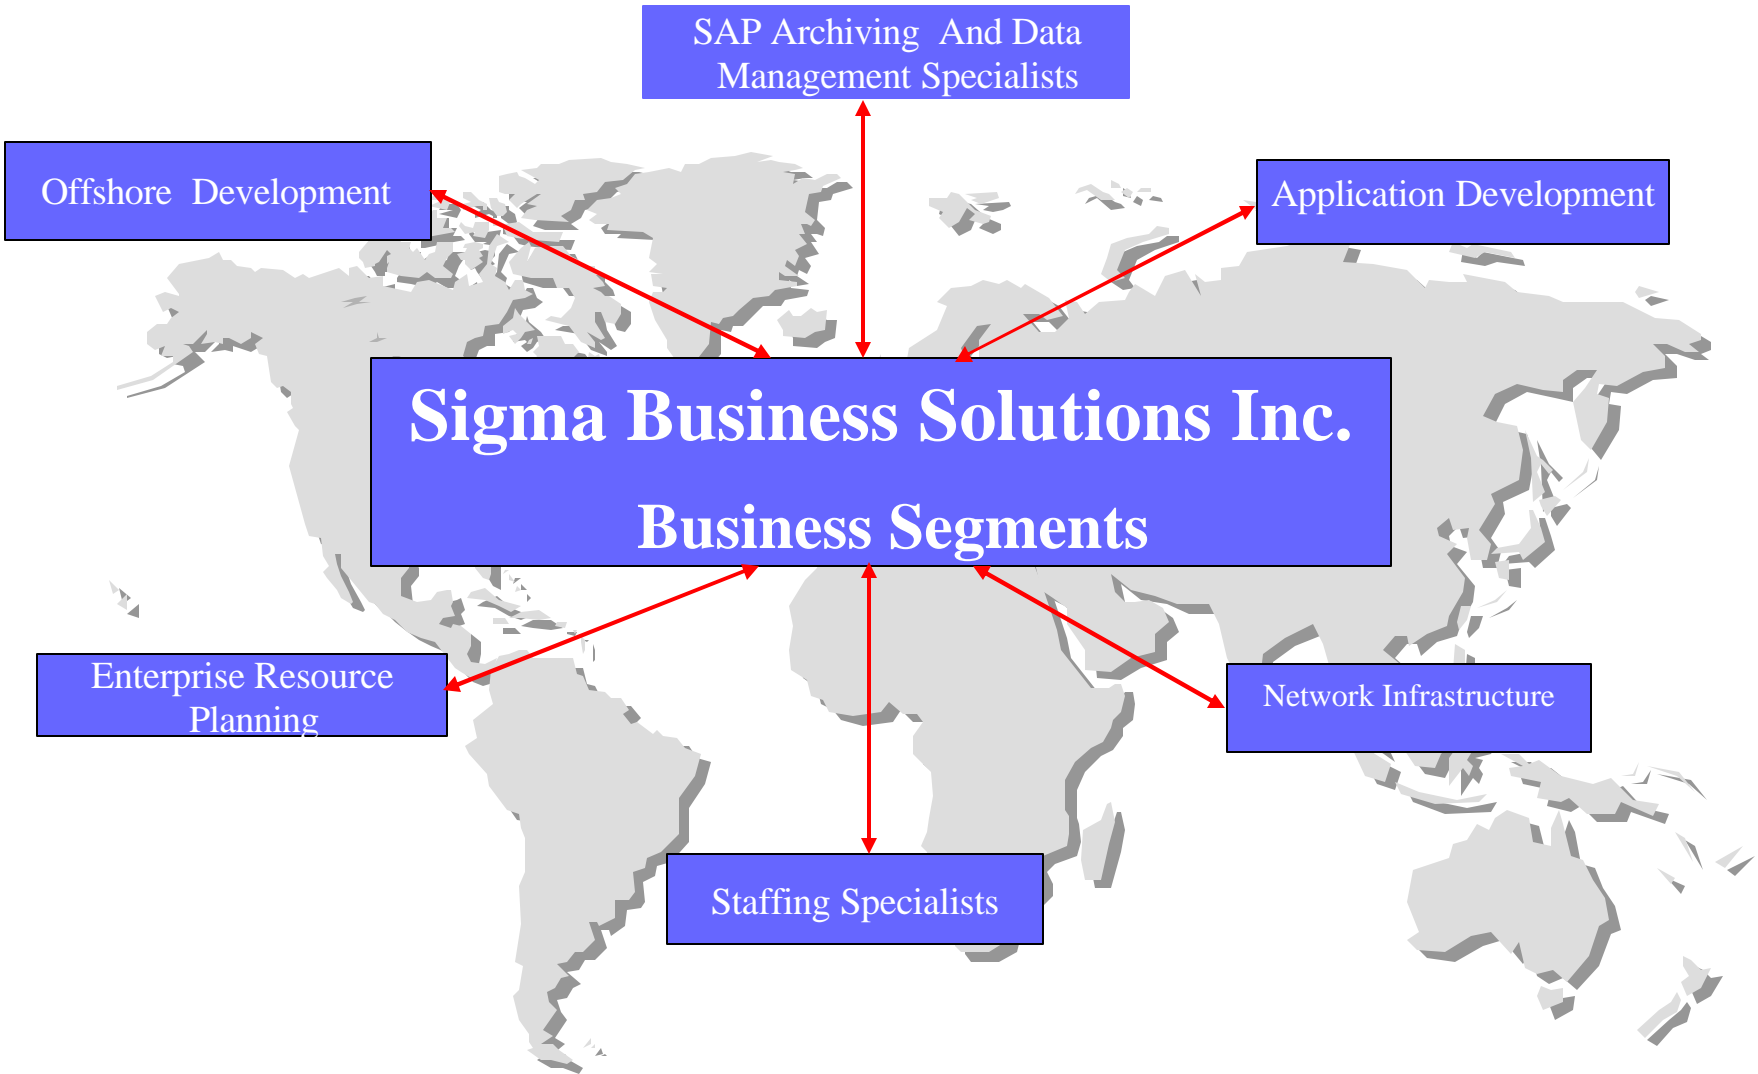 SAP Archiving And Data
Management Specialists
Offshore Development
Application Development
Sigma Business Solutions Inc.
Business Segments
Enterprise Resource
Planning
Network Infrastructure
Staffing Specialists